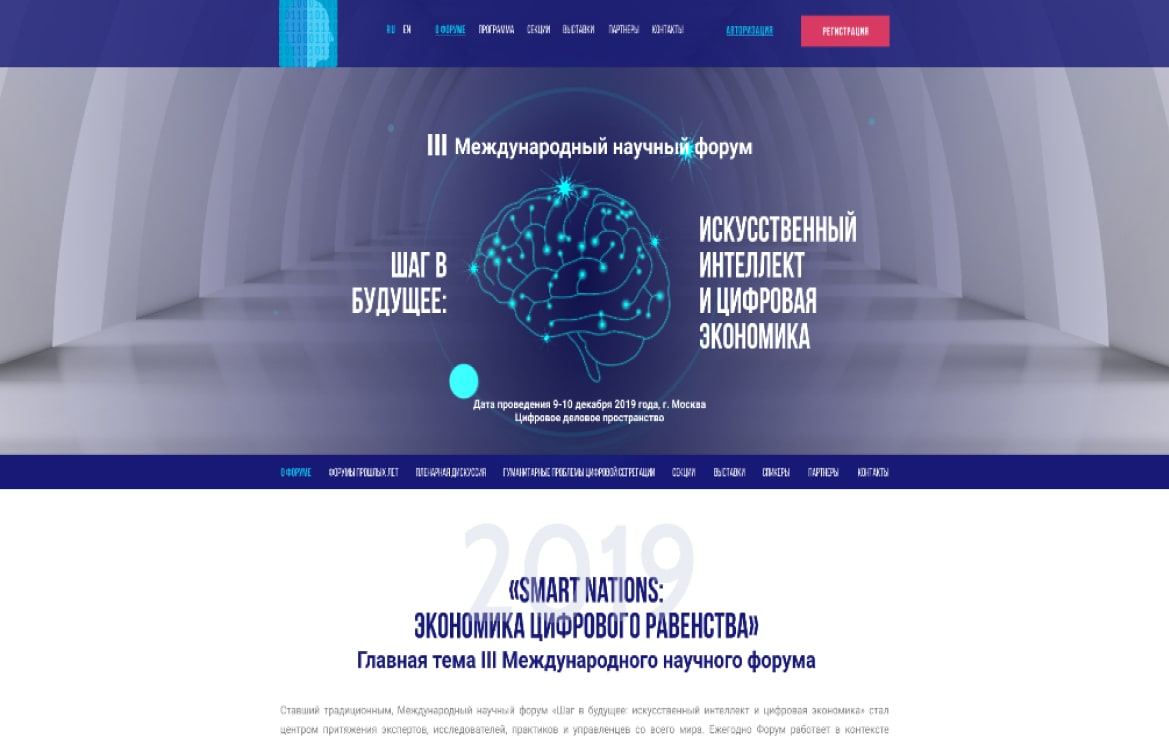 RU EN О ФОРУМЕ ПРОГРАММА СЕКЦИИ ВЫСТАВКИ ПАРТНЕРЫ КОНТАКТЫ АВТОРИЗАЦИЯ РЕГИСТРАЦИЯ
III Международный научный форум
ШАГ В
БУДУЩЕЕ:
ИСКУССТВЕННЫЙ
ИНТЕЛЛЕКТ
И ЦИФРОВАЯ
ЭКОНОМИКА
Дата проведения 9-10 декабря 2019 года, г. Москва
Цифровое деловое пространство
О ФОРУМЕ ФОРУМЫ ПРОШЛЫХ ЛЕТ ПЛЕНАРНАЯ ДИСКУССИЯ ГУМАНИТАРНЫЕ ПРОБЛЕМЫ ЦИФРОВОЙ СЕГРЕГАЦИИ СЕКЦИИ ВЫСТАВКИ СПИКЕРЫ ПАРТНЕРЫ КОНТАКТЫ
2019
«SMART NATIONS:
ЭКОНОМИКА ЦИФРОВОГО РАВЕНСТВА»
Главная тема III Международного научного форума
Ставший традиционным, Международный научный форум «Шаг в будущее: искусственный интеллект и цифровая экономика» стал
центром притяжения экспертов, исследователей, практиков и управленцев со всего мира. Ежегодно Форум работает в контексте